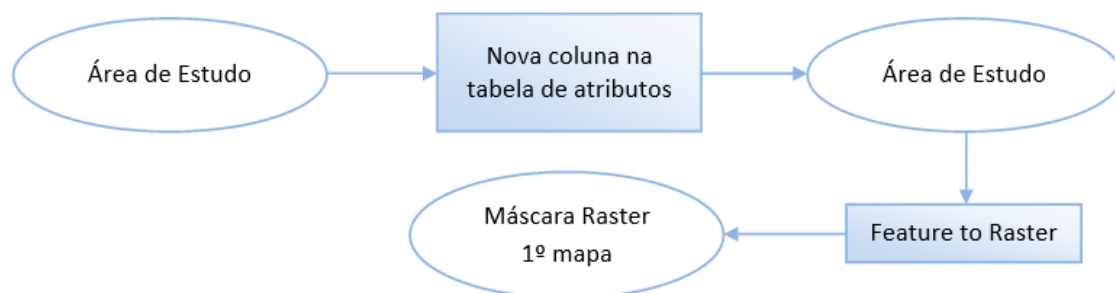 Área de Estudo
Nova coluna na
tabela de atributos
Área de Estudo
Feature to Raster
Máscara Raster
1º mapa